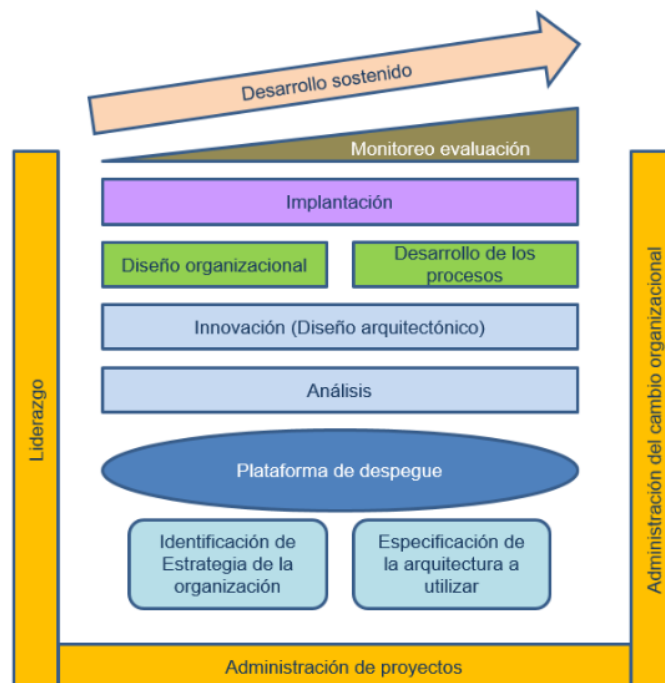 Desarrollo sostenido
Monitoreo evaluación
Implantación
Diseño organizacional
Desarrollo de los
procesos
Innovación (Diseño arquitectónico)
Análisis
Plataforma de despegue
Identificación de
Estrategia de la
organización
Especificación de
la arquitectura a
utilizar
Liderazgo
Administración del cambio organizacional
Administración de proyectos